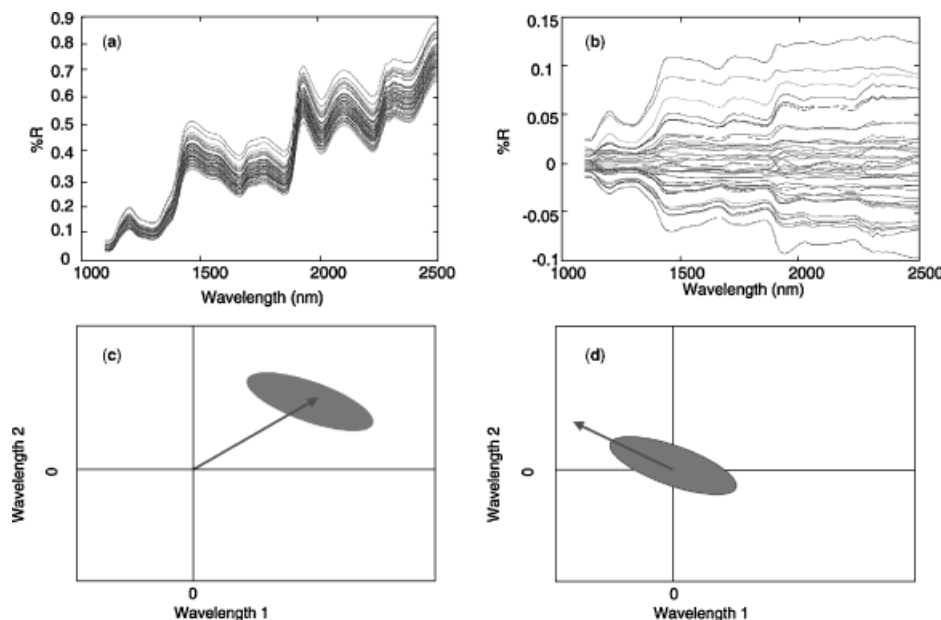 (a)
%R
0.9
0.8
0.7
0.6
0.5
0.4
0.3
0.2
0.1
0
1000
1500
2000
2500
Wavelength (nm)
(b)
%R
0.15
0.1
0.05
0
-0.05
-0.1
1000
1500
2000
2500
Wavelength (nm)
(c)
Wavelength 2
0
0
Wavelength 1
(d)
Wavelength 2
0
0
Wavelength 1